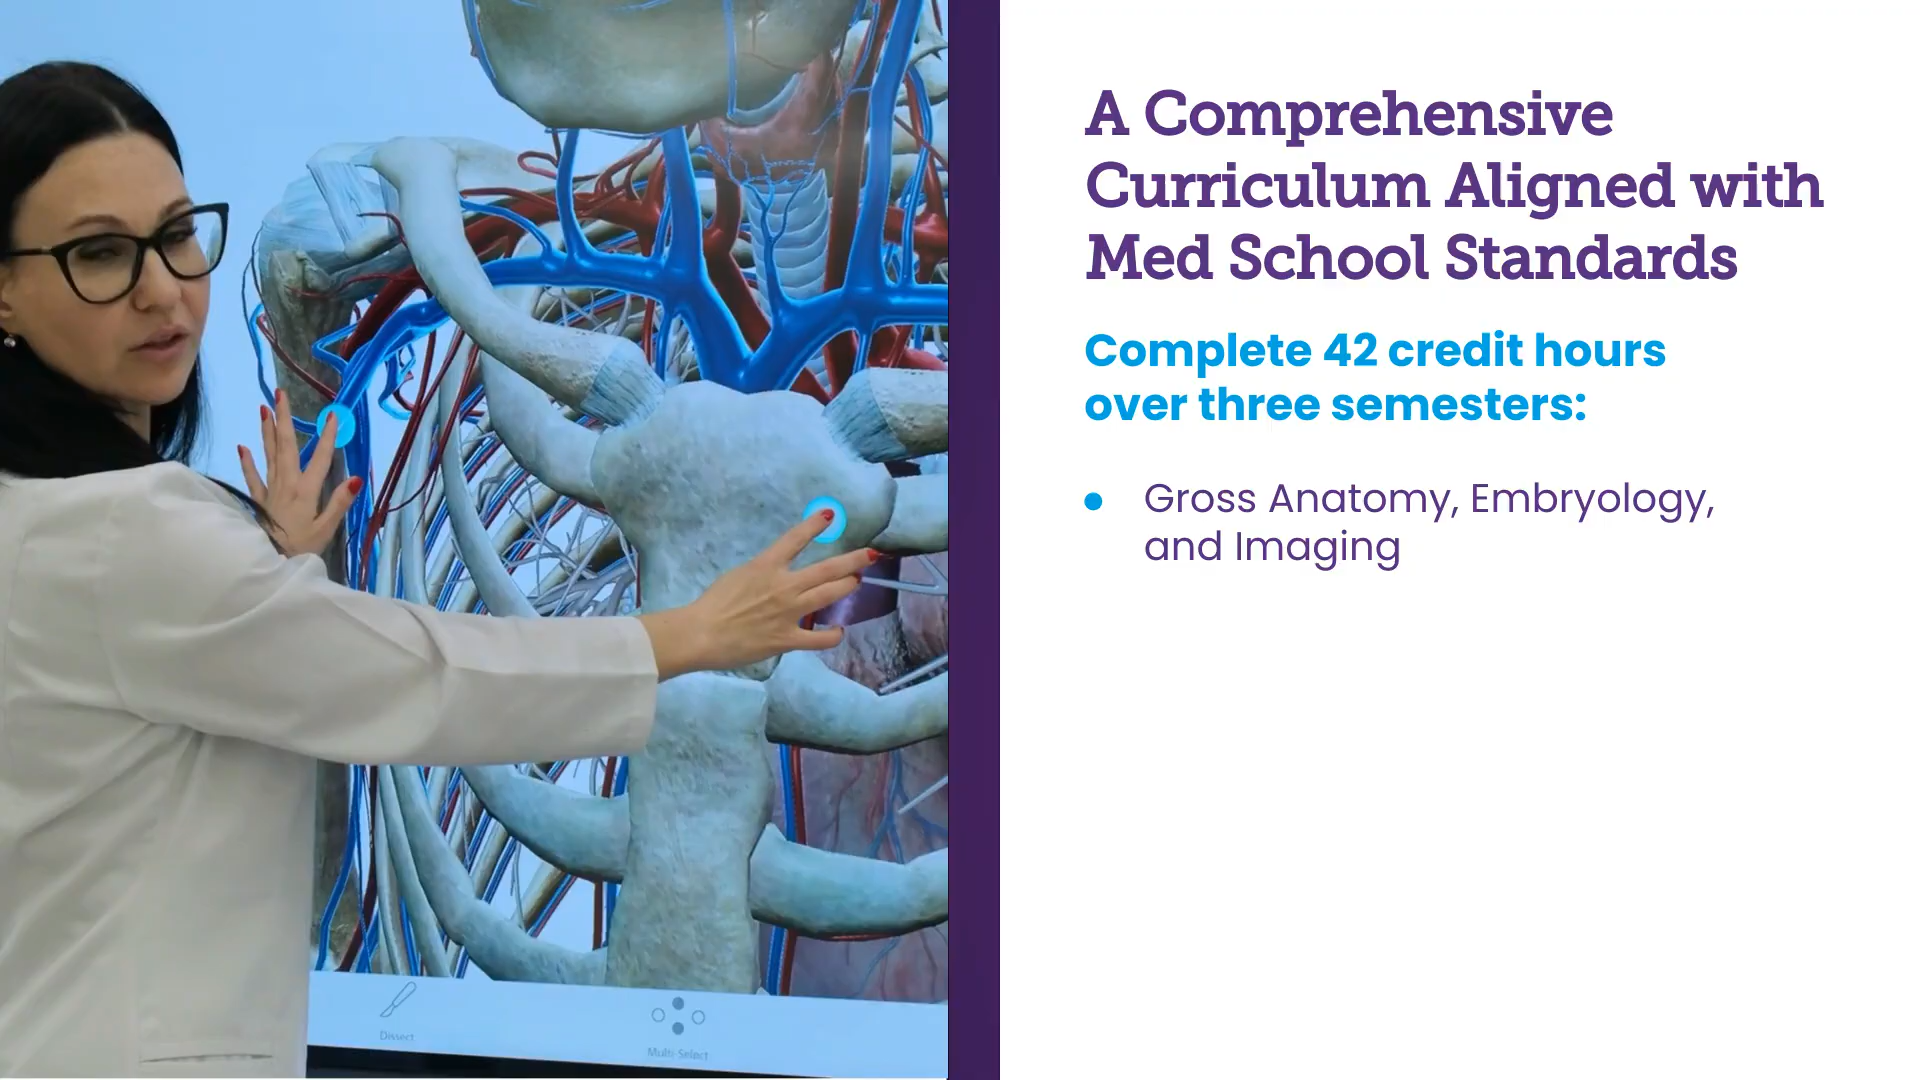 A Comprehensive
Curriculum Aligned with
Med School Standards
Complete 42 credit hours
over three semesters:
• Gross Anatomy, Embryology,
and Imaging
Dissect
Multi-Select